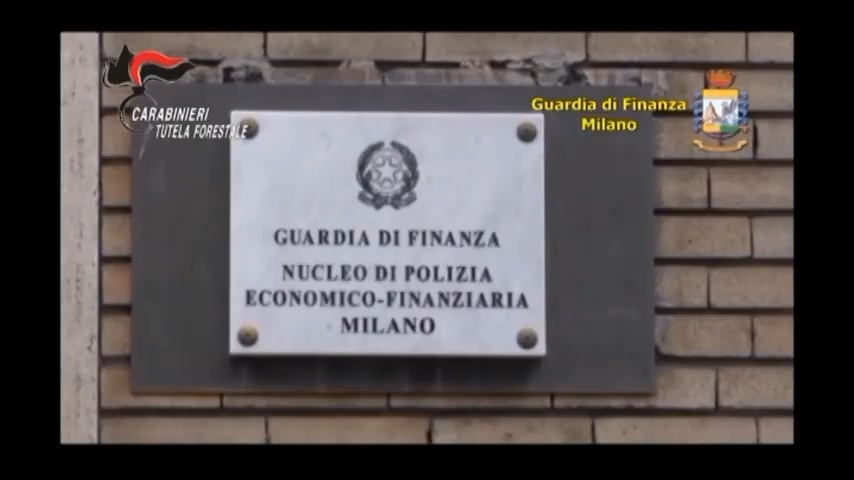 CARABINIERI
TUTELA FORESTALE
Guardia di Finanza
Milano
GUARDIA DI FINANZA
NUCLEO DI POLIZIA
ECONOMICO-FINANZIARIA
MILANO